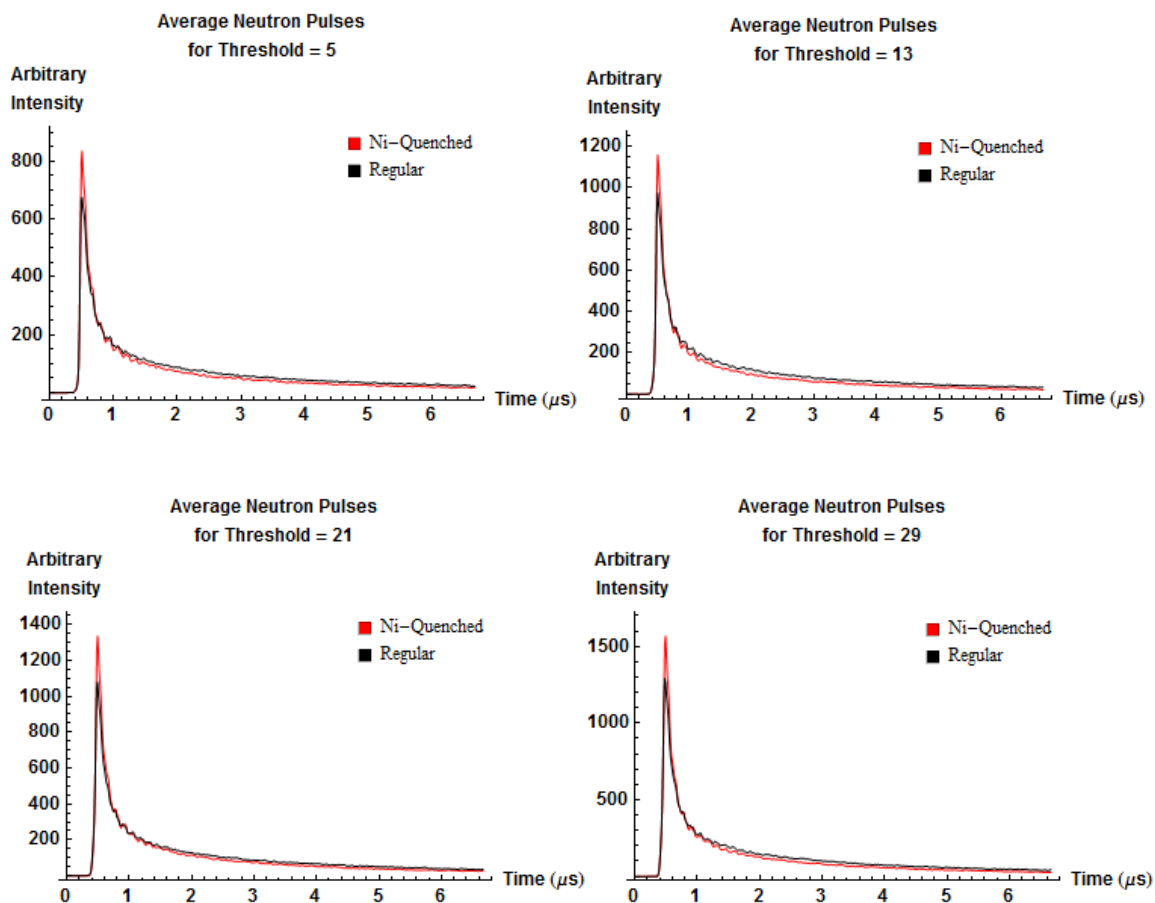 Average Neutron Pulses
for Threshold = 5
Arbitrary
Intensity
Ni-Quenched
Regular
800
600
400
200
0 1 2 3 4 5 6
Time (μs)
Average Neutron Pulses
for Threshold = 13
Arbitrary
Intensity
Ni-Quenched
Regular
1200
1000
800
600
400
200
0 1 2 3 4 5 6
Time (μs)
Average Neutron Pulses
for Threshold = 21
Arbitrary
Intensity
Ni-Quenched
Regular
1400
1200
1000
800
600
400
200
0 1 2 3 4 5 6
Time (μs)
Average Neutron Pulses
for Threshold = 29
Arbitrary
Intensity
Ni-Quenched
Regular
1500
1000
500
0 1 2 3 4 5 6
Time (μs)